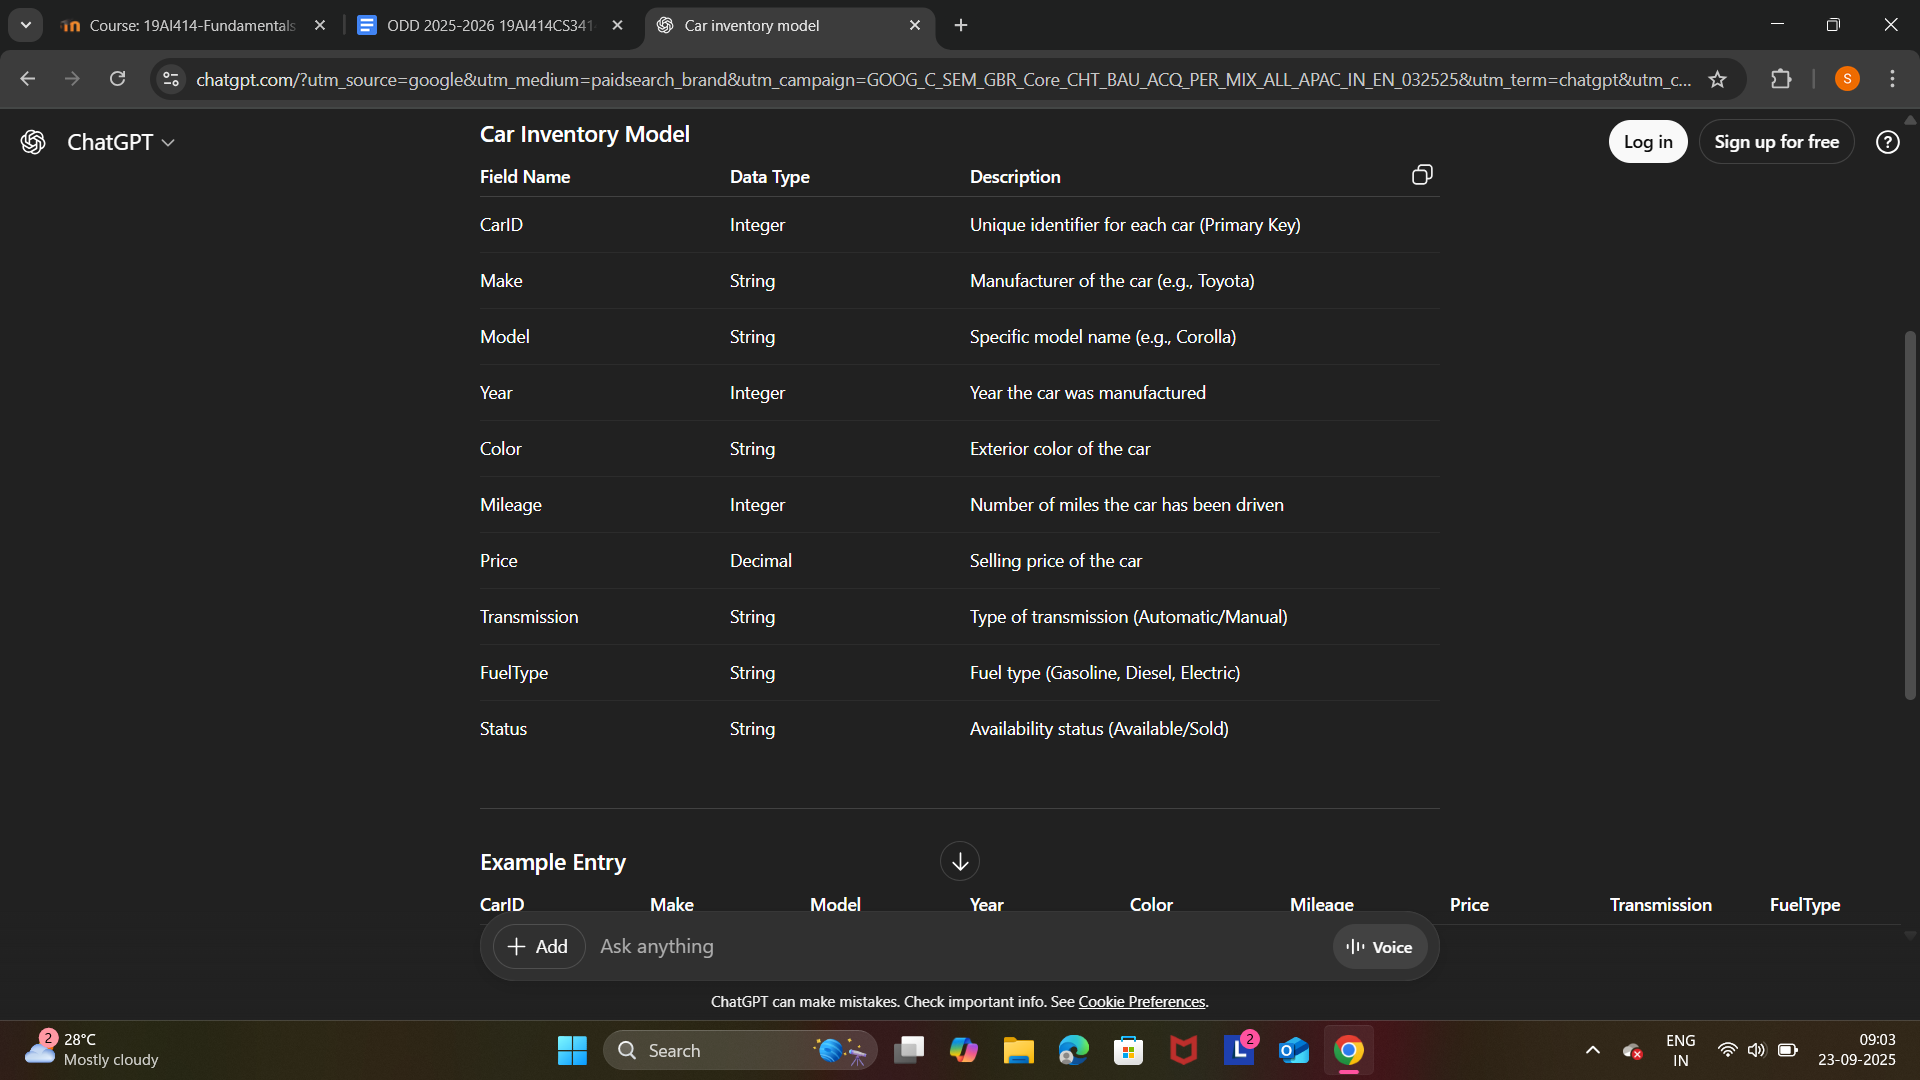 Course: 19AI414-Fundamentals
ODD 2025-2026 19AI414CS341
Car inventory model
chatgpt.com/?utm_source=google&utm_medium=paidsearch_brand&utm_campaign=GOOG_C_SEM_GBR_Core_CHT_BAU_ACQ_PER_MIX_ALL_APAC_IN_EN_032525&utm_term=chatgpt&utm_c...
S
ChatGPT
Log in
Sign up for free
Car Inventory Model
Field Name Data Type Description
CarID Integer Unique identifier for each car (Primary Key)
Make String Manufacturer of the car (e.g., Toyota)
Model String Specific model name (e.g., Corolla)
Year Integer Year the car was manufactured
Color String Exterior color of the car
Mileage Integer Number of miles the car has been driven
Price Decimal Selling price of the car
Transmission String Type of transmission (Automatic/Manual)
FuelType String Fuel type (Gasoline, Diesel, Electric)
Status String Availability status (Available/Sold)
Example Entry
CarID Make Model Year Color Mileage Price Transmission FuelType
Add Ask anything Voice
ChatGPT can make mistakes. Check important info. See Cookie Preferences.
2
28°C
Mostly cloudy
Search
L
2
ENG
IN
09:03
23-09-2025